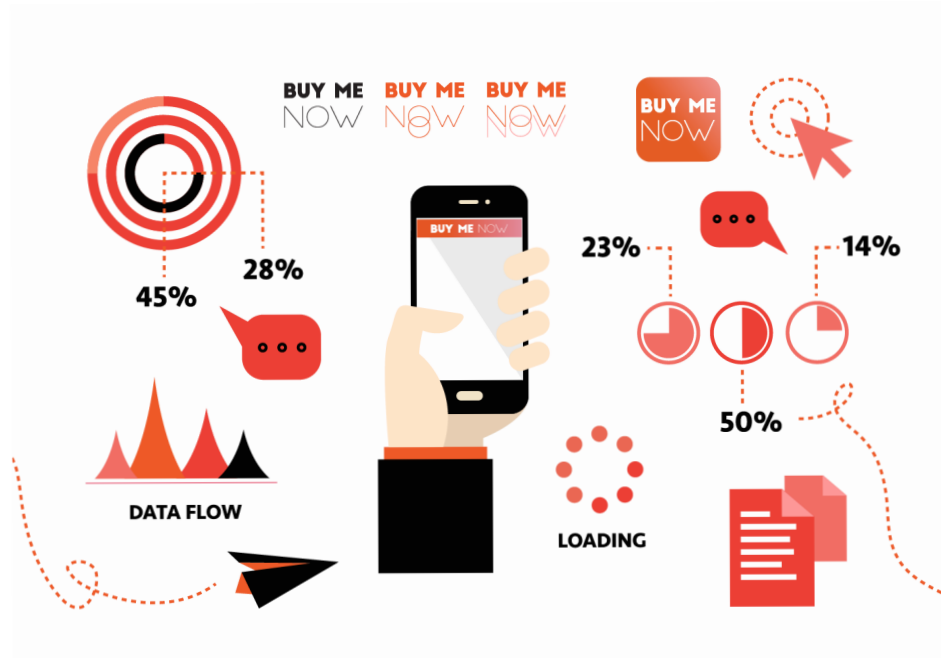 BUY ME
NOW
BUY ME
NOW
BUY ME
NOW
BUY ME
NOW
BUY ME NOW
23%
14%
28%
45%
50%
DATA FLOW
LOADING